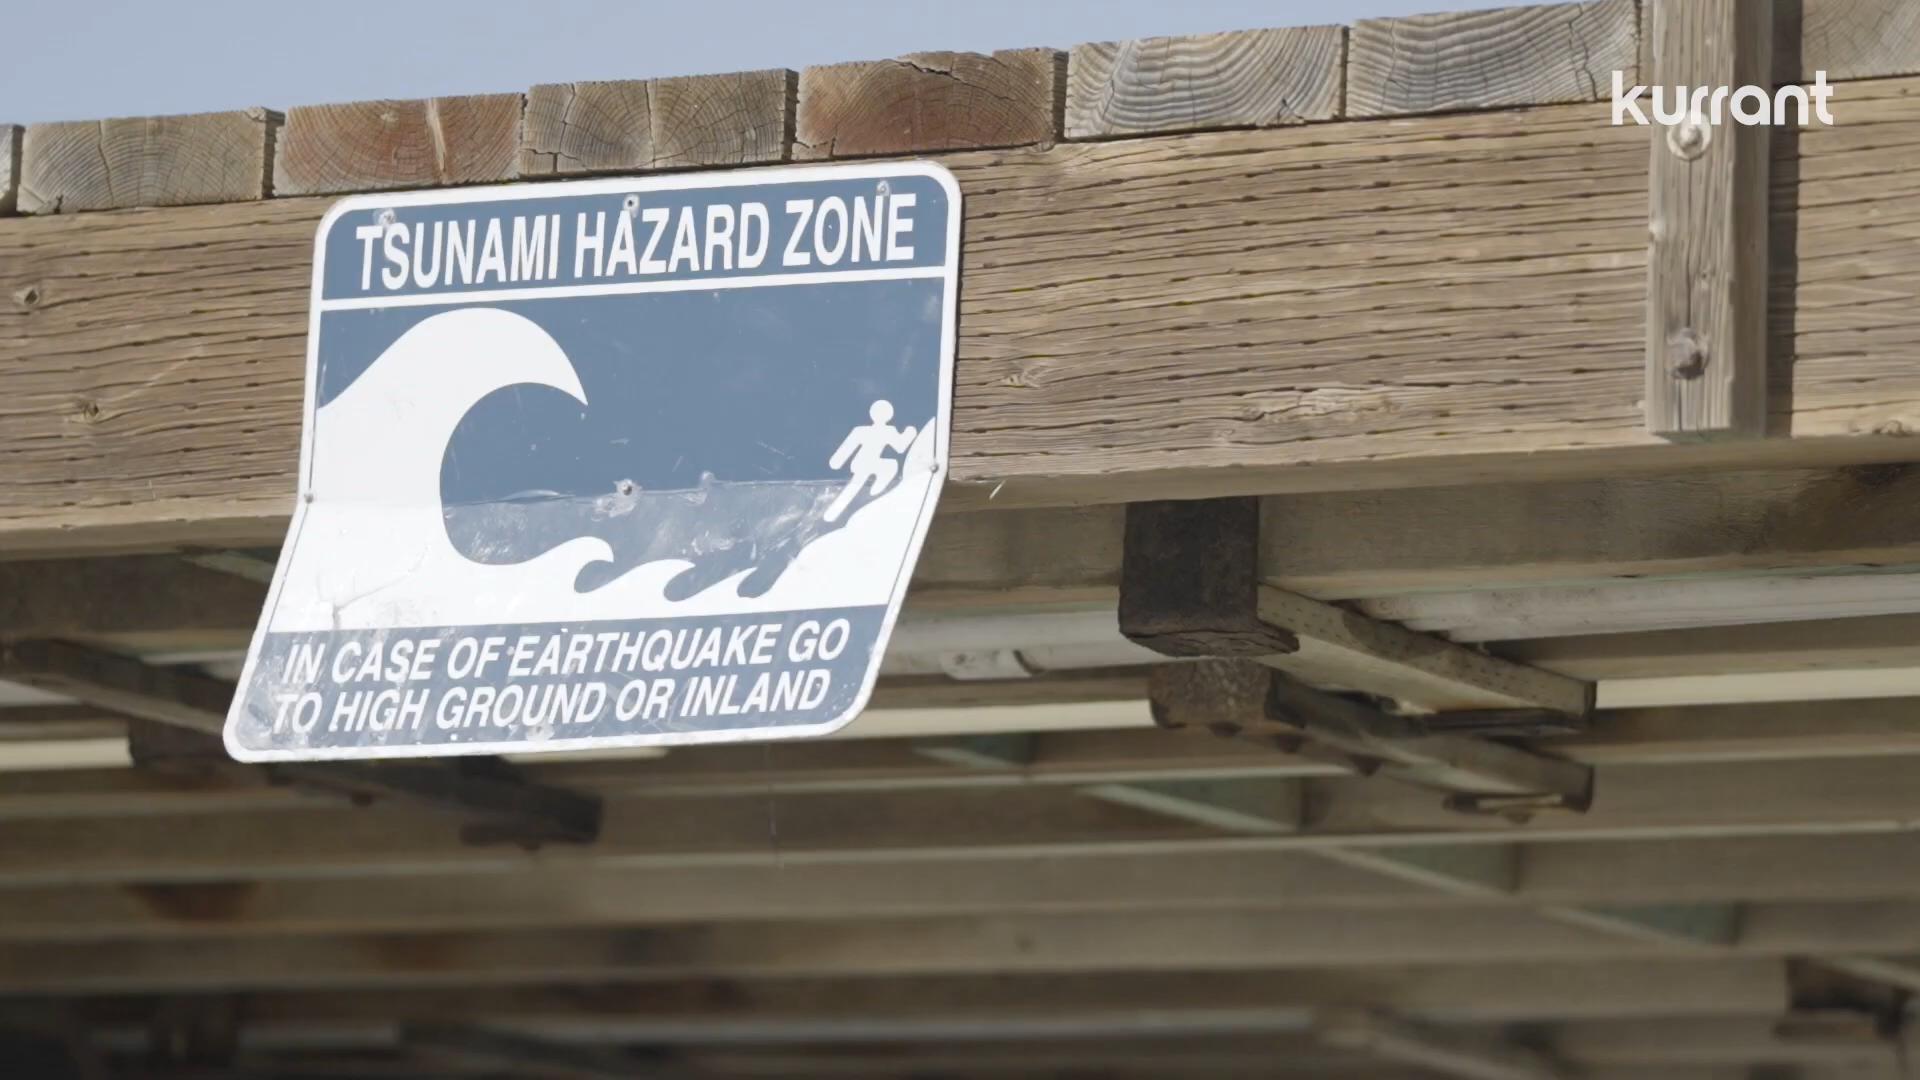 kurrant
TSUNAMI HAZARD ZONE
IN CASE OF EARTHQUAKE GO
TO HIGH GROUND OR INLAND